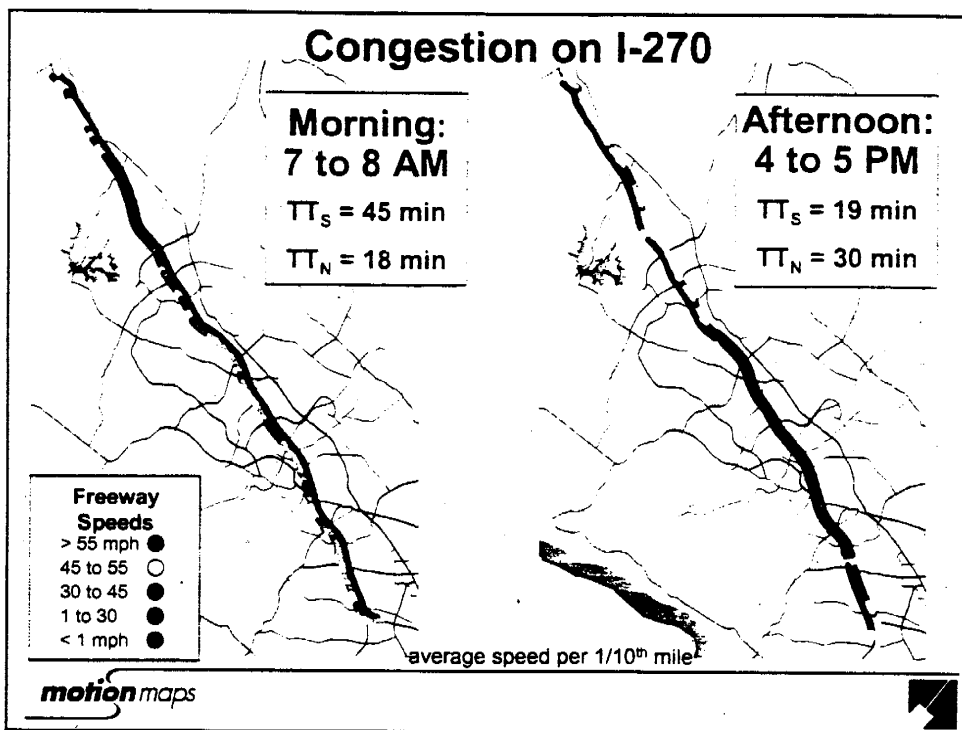 Congestion on I-270
Morning:
7 to 8 AM
TTS = 45 min
TTN = 18 min
Afternoon:
4 to 5 PM
TTS = 19 min
TTN = 30 min
Freeway
Speeds
> 55 mph
45 to 55
30 to 45
1 to 30
< 1 mph
average speed per 1/10th mile
motionmaps